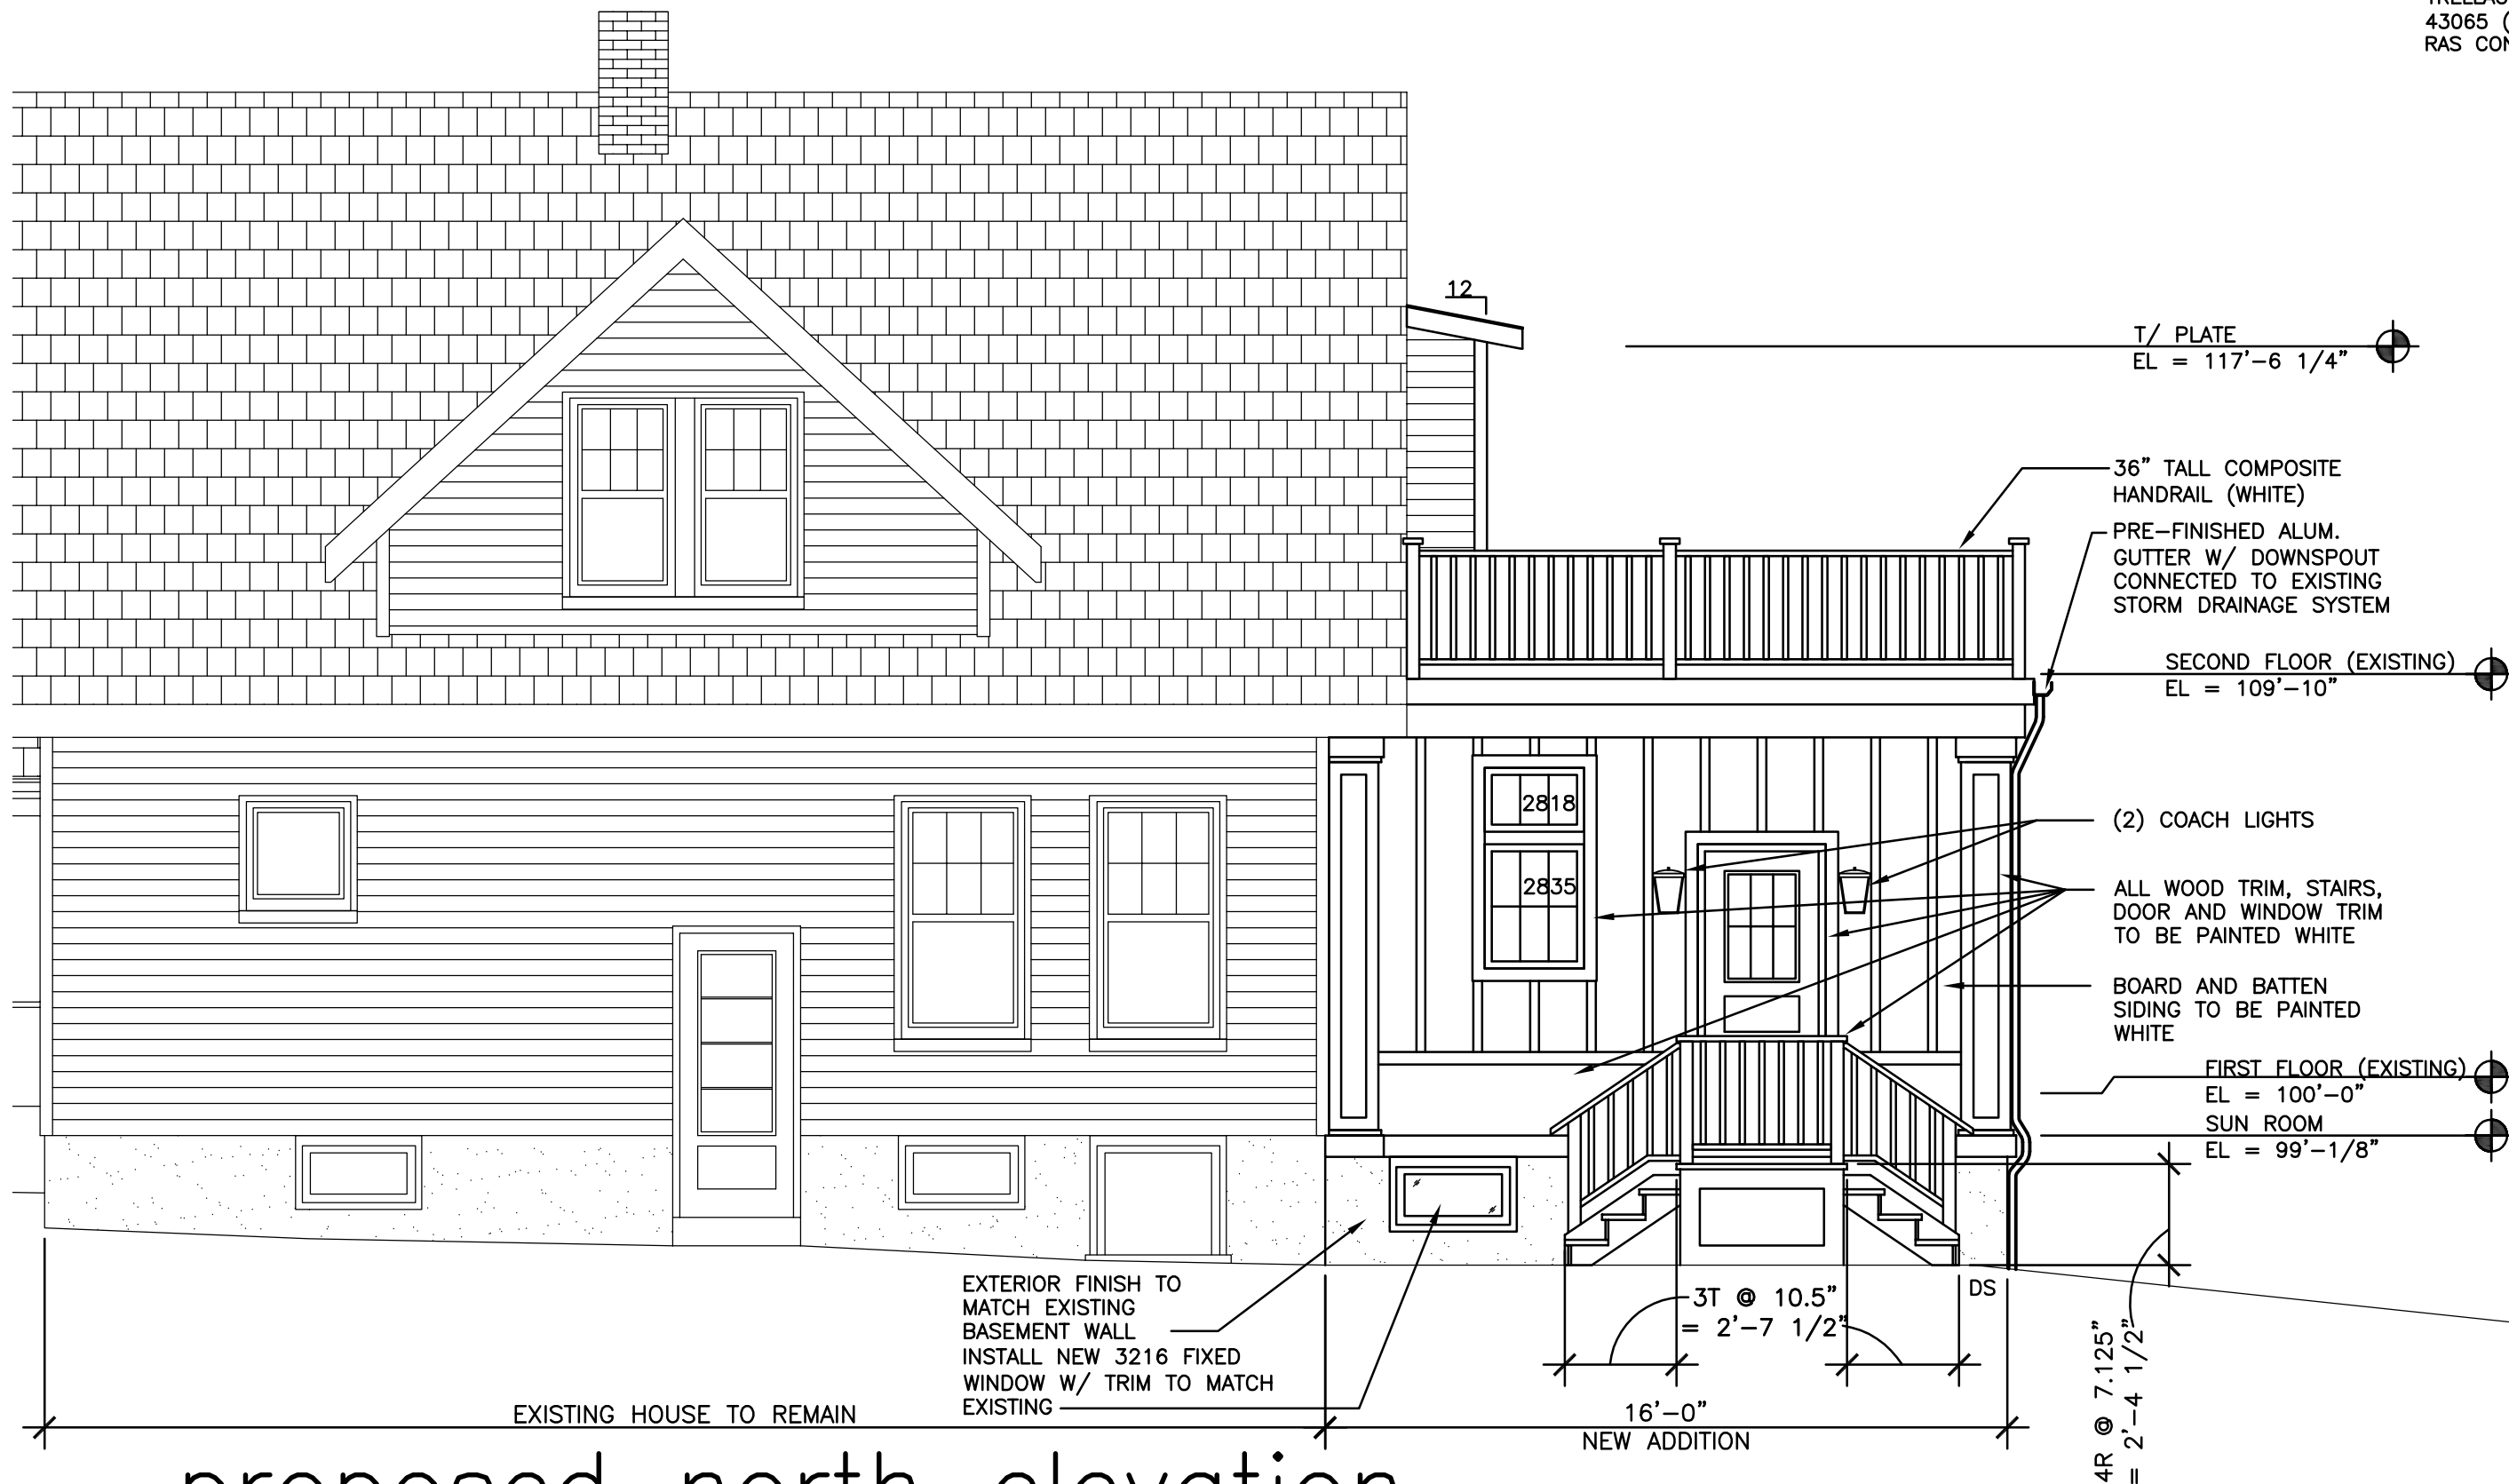 43065 (
RAS CON
12
T/ PLATE
EL = 117'-6 1/4"
36" TALL COMPOSITE
HANDRAIL (WHITE)
PRE-FINISHED ALUM.
GUTTER W/ DOWNSPOUT
CONNECTED TO EXISTING
STORM DRAINAGE SYSTEM
SECOND FLOOR (EXISTING)
EL = 109'-10"
2818
2835
(2) COACH LIGHTS
ALL WOOD TRIM, STAIRS,
DOOR AND WINDOW TRIM
TO BE PAINTED WHITE
BOARD AND BATTEN
SIDING TO BE PAINTED
WHITE
FIRST FLOOR (EXISTING)
EL = 100'-0"
SUN ROOM
EL = 99'-1/8"
EXTERIOR FINISH TO
MATCH EXISTING
BASEMENT WALL
INSTALL NEW 3216 FIXED
WINDOW W/ TRIM TO MATCH
EXISTING
3T @ 10.5"
= 2'-7 1/2"
DS
4R @ 7.125"
= 2'-4 1/2"
EXISTING HOUSE TO REMAIN
16'-0"
NEW ADDITION
proposed north elevation